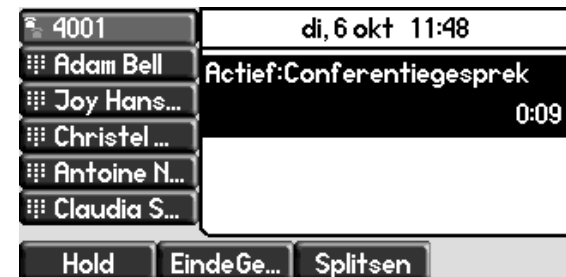 4001
di, 6 okt 11:48
Adam Bell
Actief:Conferentiegesprek
Joy Hans...
0:09
Christel ...
Antoine N...
Claudia S...
Hold EindeGe... Splitsen